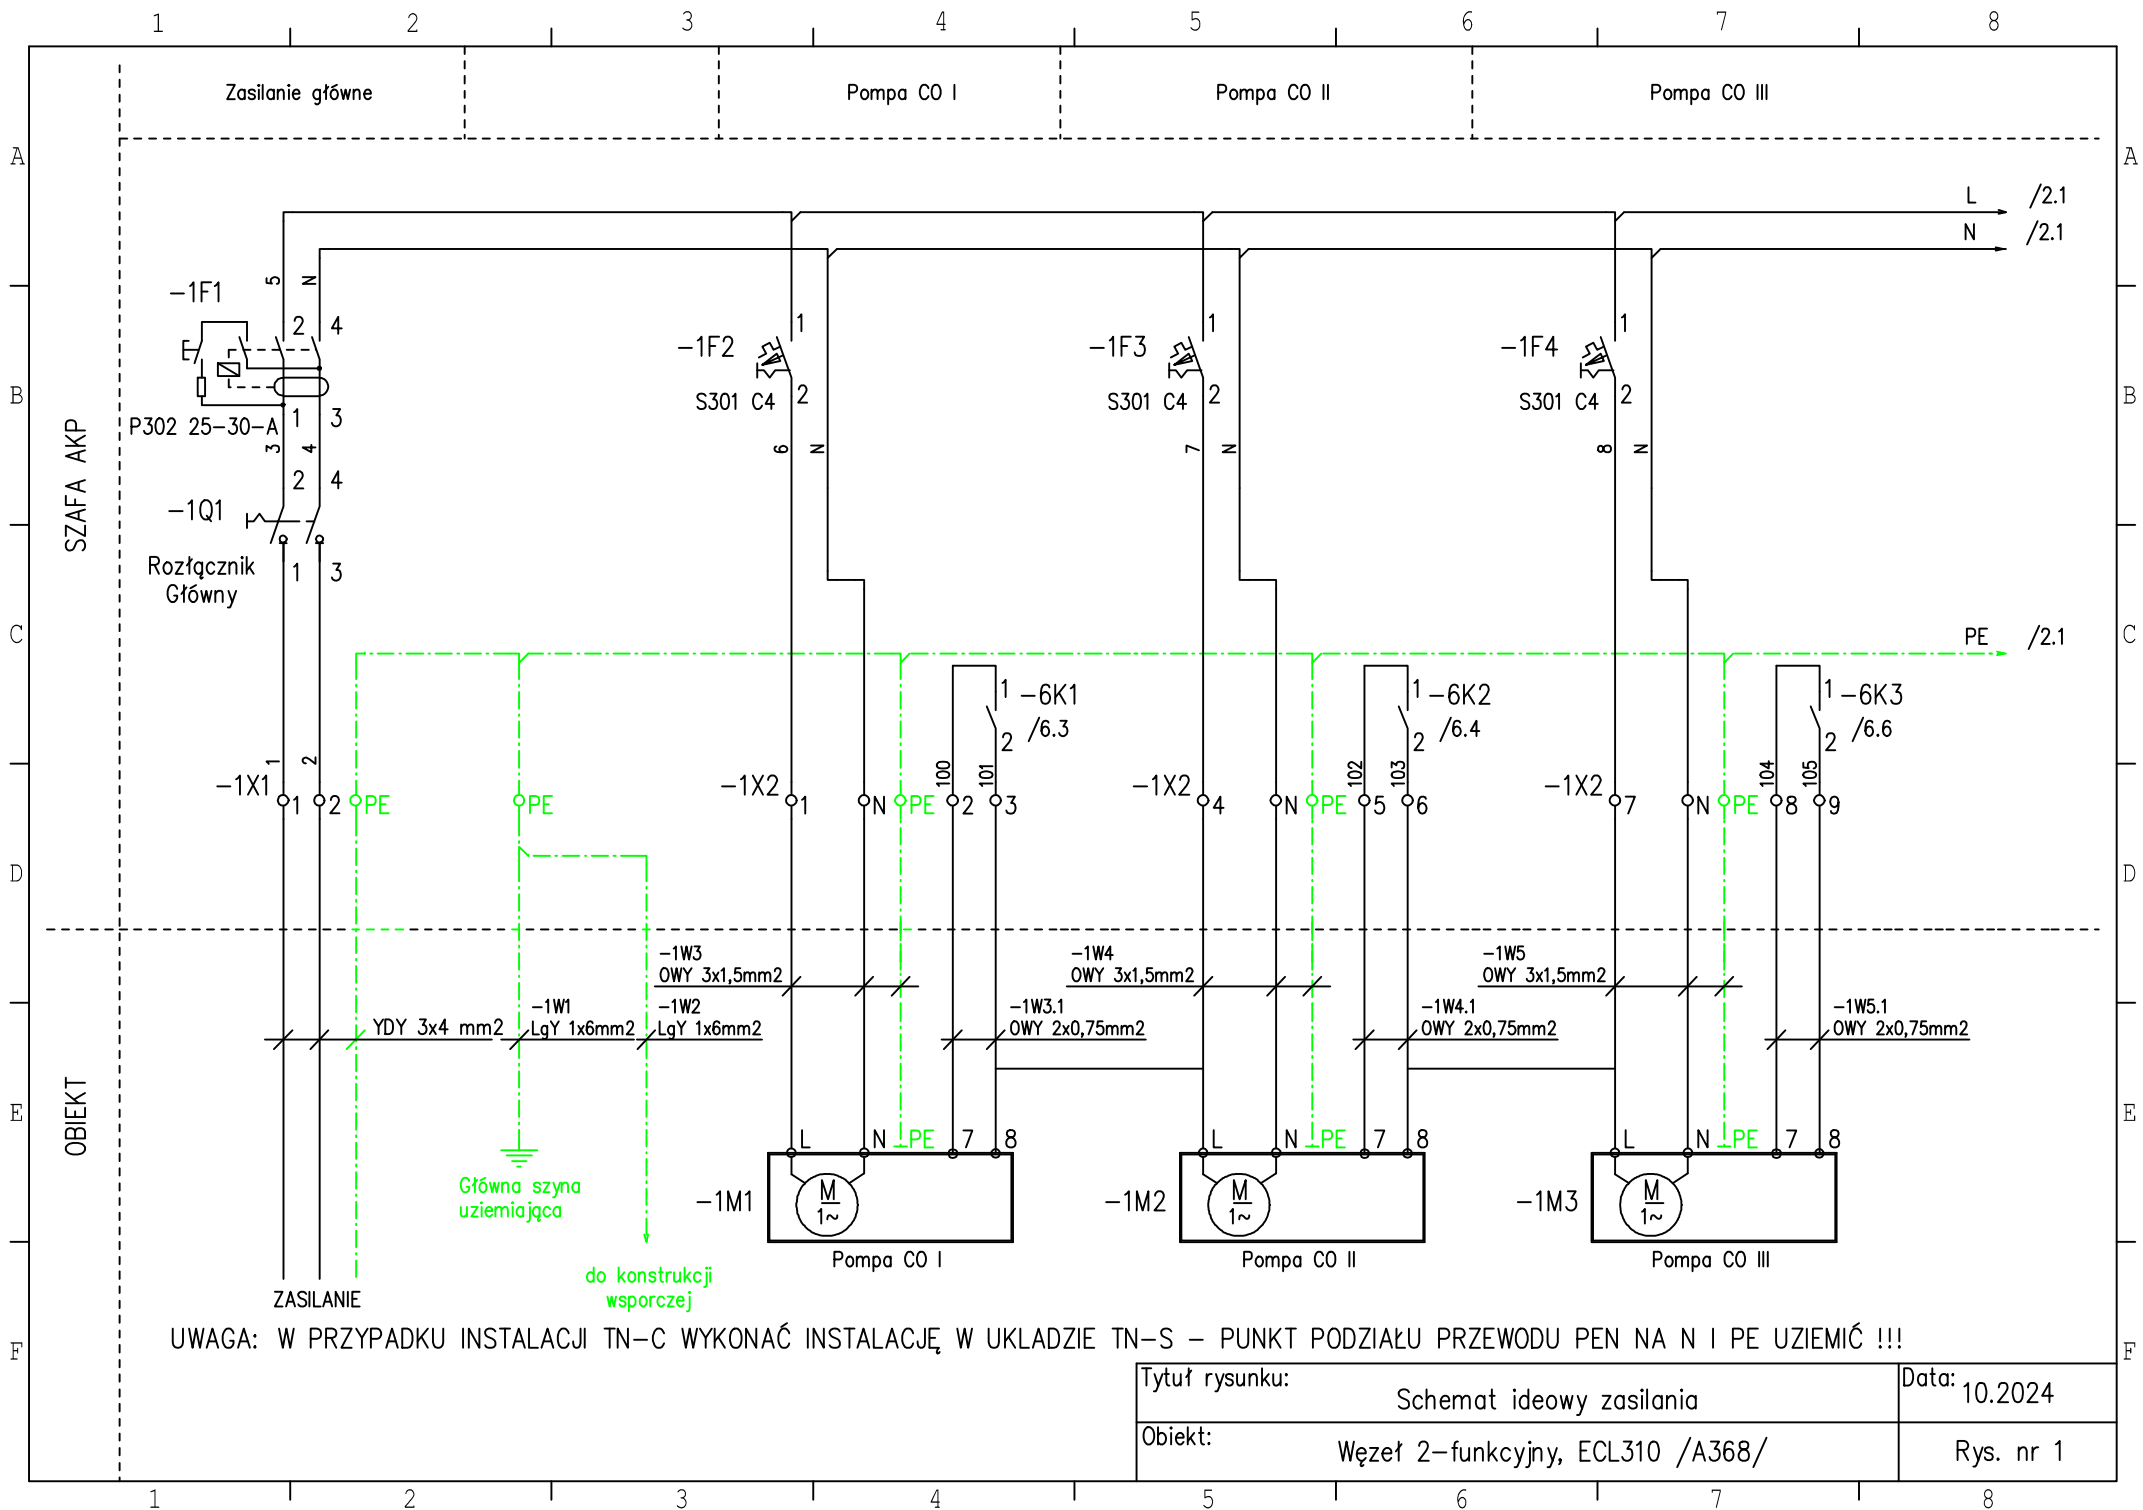 1 2 3 4 5 6 7 8
Zasilanie główne Pompa CO I Pompa CO II Pompa CO III
A A
L /2.1
N /2.1
5 N
-1F1
2 4 1 1 1
-1F2 -1F3 -1F4
B B
S301 C4 2 S301 C4 2 S301 C4 2
P302 25-30-A 1 3
3 4 6 N 7 N 8 N
2 4
SZAFA AKP
-1Q1
Rozłącznik
Główny
1 3
C PE /2.1 C
1 -6K1 1 -6K2 1 -6K3
2 /6.3 2 /6.4 2 /6.6
1 2 100 101 102 103 104 105
-1X1 1 2 PE PE -1X2 1 N PE 2 3 -1X2 4 N PE 5 6 -1X2 7 N PE 8 9
D D
-1W3 -1W4 -1W5
OWY 3x1,5mm2 OWY 3x1,5mm2 OWY 3x1,5mm2
-1W1 -1W2 -1W3.1 -1W4.1 -1W5.1
YDY 3x4 mm2 LgY 1x6mm2 LgY 1x6mm2 OWY 2x0,75mm2 OWY 2x0,75mm2 OWY 2x0,75mm2
OBIEKT
E E
L N PE 7 8 L N PE 7 8 L N PE 7 8
Główna szyna
uziemiająca
-1M1 M 1~ -1M2 M 1~ -1M3 M 1~
Pompa CO I Pompa CO II Pompa CO III
do konstrukcji
wsporczej
ZASILANIE
UWAGA: W PRZYPADKU INSTALACJI TN-C WYKONAĆ INSTALACJĘ W UKLADZIE TN-S - PUNKT PODZIAŁU PRZEWODU PEN NA N I PE UZIEMIĆ !!!
F F
Tytuł rysunku: Schemat ideowy zasilania Data: 10.2024
Obiekt: Węzeł 2-funkcyjny, ECL310 /A368/ Rys. nr 1
1 2 3 4 5 6 7 8